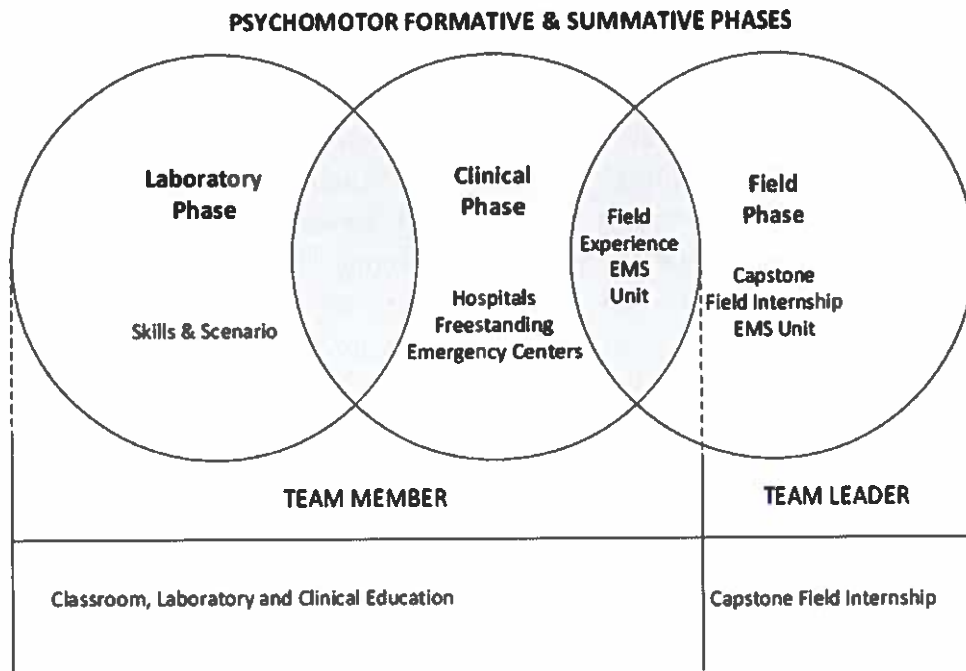 PSYCHOMOTOR FORMATIVE & SUMMATIVE PHASES
Laboratory
Phase
Skills & Scenario
Clinical
Phase
Hospitals
Freestanding
Emergency Centers
Field
Experience
EMS
Unit
Field
Phase
Capstone
Field Internship
EMS Unit
TEAM MEMBER
TEAM LEADER
Classroom, Laboratory and Clinical Education
Capstone Field Internship